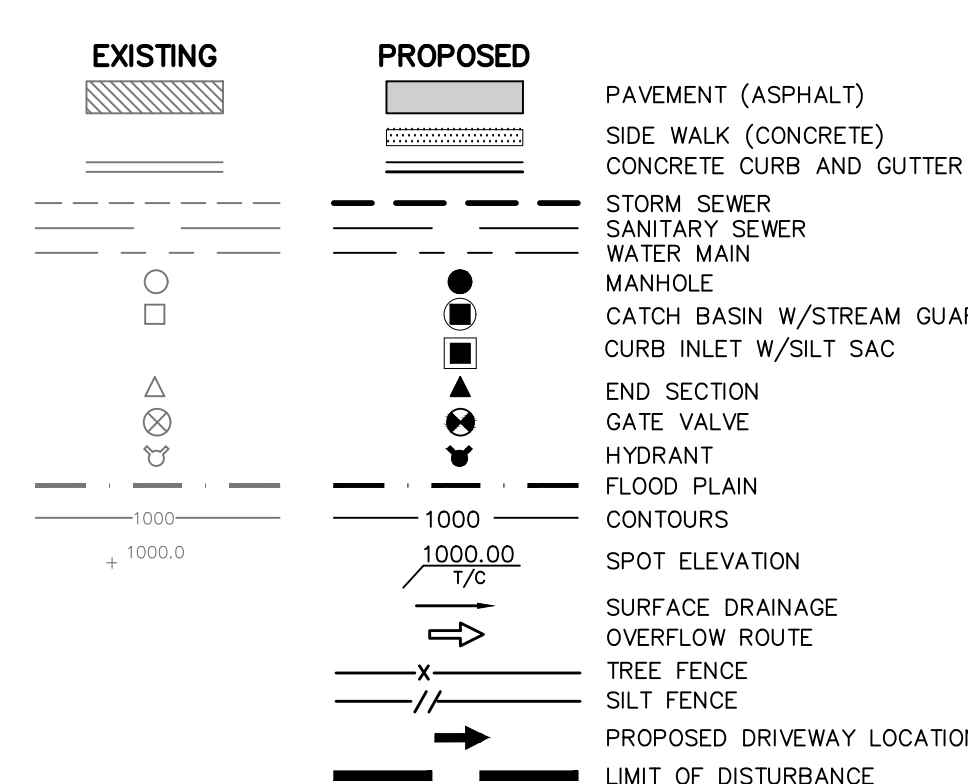 EXISTING PROPOSED
PAVEMENT (ASPHALT)
SIDE WALK (CONCRETE)
CONCRETE CURB AND GUTTER
STORM SEWER
SANITARY SEWER
WATER MAIN
MANHOLE
CATCH BASIN W/STREAM
CURB INLET W/SILT SAC
END SECTION
GATE VALVE
HYDRANT
FLOOD PLAIN
1000 1000 CONTOURS
1000.0 1000.00 SPOT ELEVATION
T/C
SURFACE DRAINAGE
OVERFLOW ROUTE
X TREE FENCE
// SILT FENCE
PROPOSED DRIVEWAY LOCATION
LIMIT OF DISTURBANCE